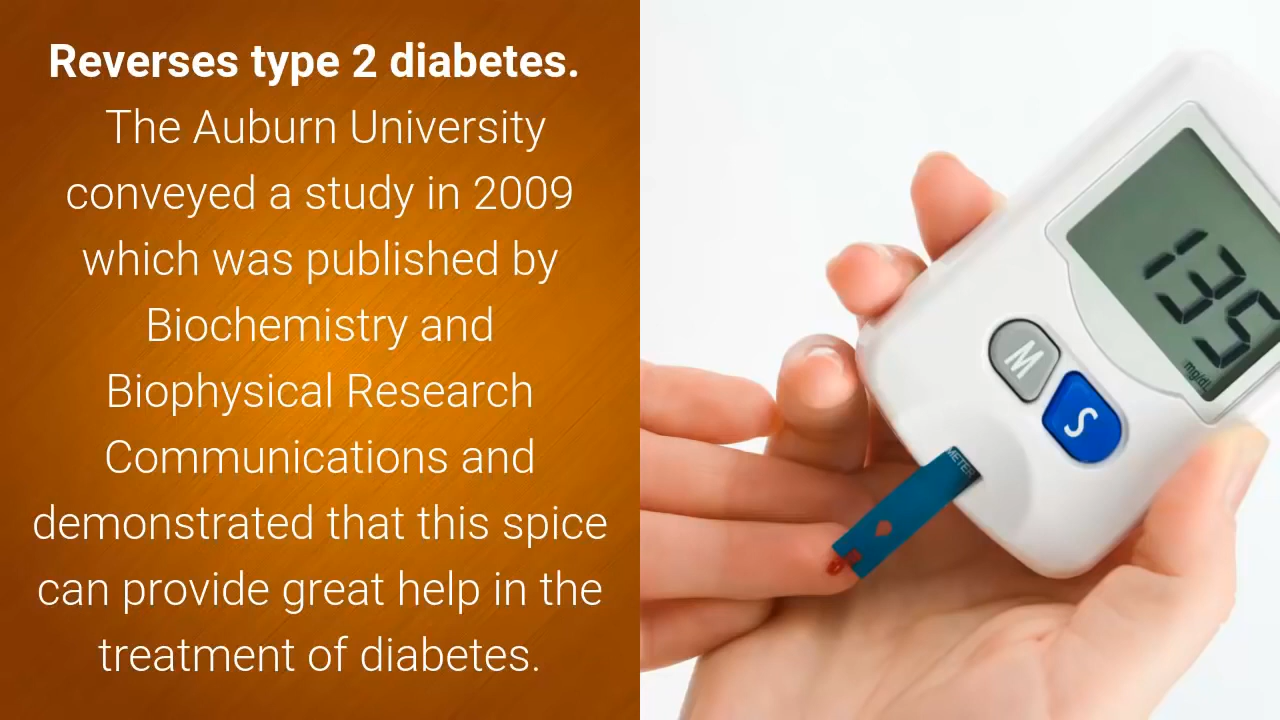 Reverses type 2 diabetes.
The Auburn University
conveyed a study in 2009
which was published by
Biochemistry and
Biophysical Research
Communications and
demonstrated that this spice
can provide great help in the
treatment of diabetes.
135
mg/dL
M
S
METER